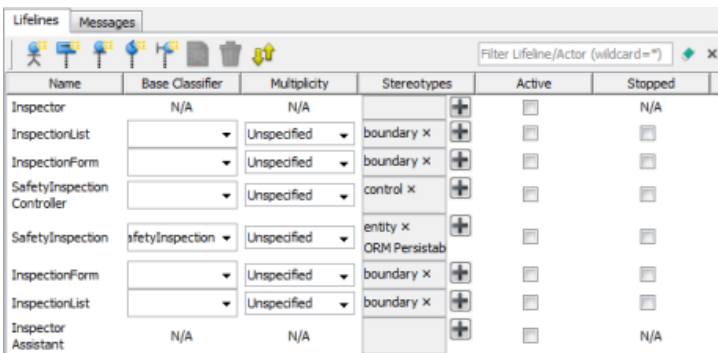 Lifelines Messages
Filter Lifeline/Actor (wildcard=*)
Name Base Classifier Multiplicity Stereotypes Active Stopped
Inspector N/A N/A N/A
InspectionList Unspecified boundary ×
InspectionForm Unspecified boundary ×
SafetyInspection
Controller Unspecified control ×
SafetyInspection afetyInspection Unspecified entity ×
ORM Persistab
InspectionForm Unspecified boundary ×
InspectionList Unspecified boundary ×
Inspector
Assistant N/A N/A N/A